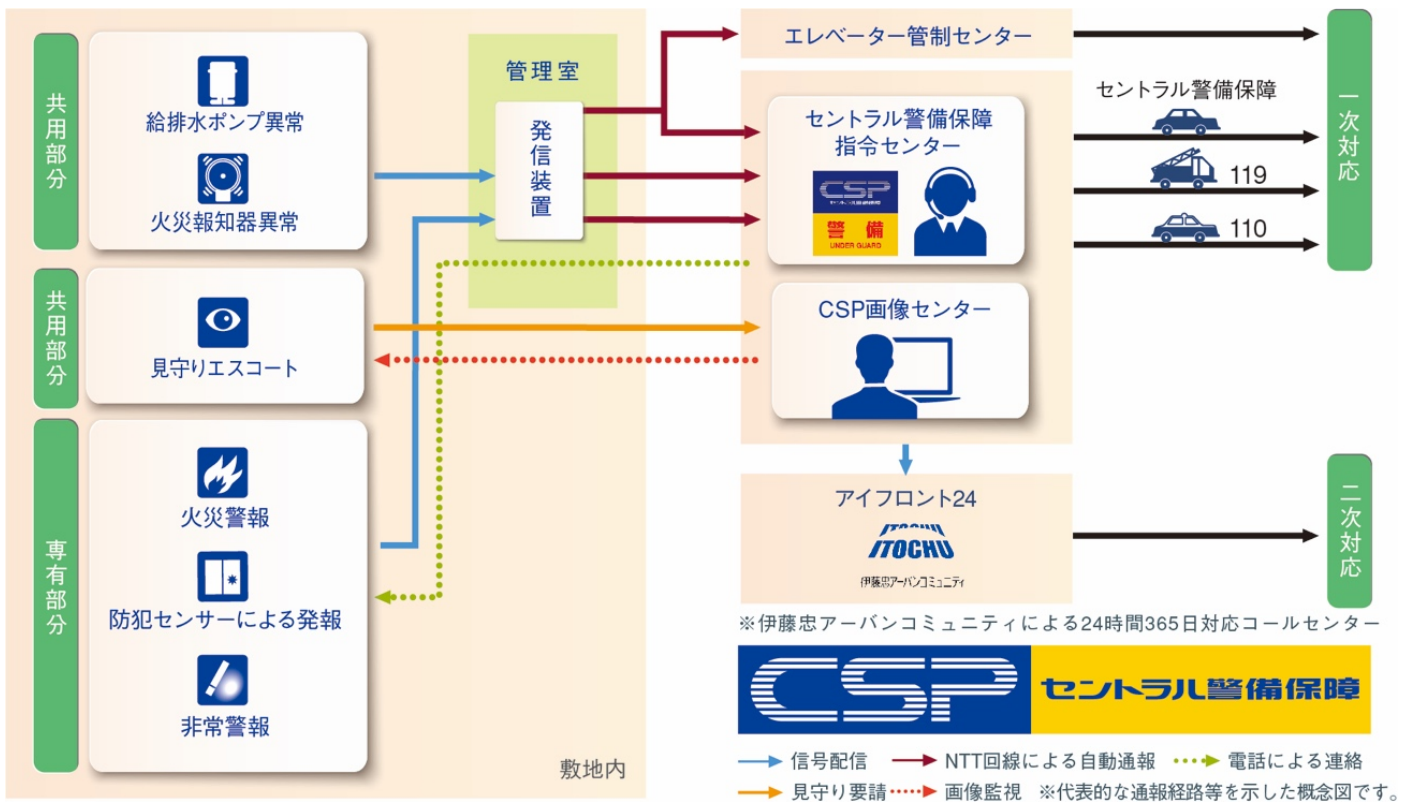 共用部分
給排水ポンプ異常
火災報知器異常
共用部分
見守りエスコート
専有部分
火災警報
防犯センサーによる発報
非常警報
管理室
発信装置
敷地内
エレベーター管制センター
セントラル警備保障
指令センター
CSP
セントラル警備保障
警備
UNDER GUARD
CSP画像センター
アイフロント24
ITOCHU
ITOCHU
伊藤忠アーバンコミュニティ
セントラル警備保障
119
110
一次対応
二次対応
※伊藤忠アーバンコミュニティによる24時間365日対応コールセンター
CSP セントラル警備保障
信号配信 NTT回線による自動通報 電話による連絡
見守り要請 画像監視 ※代表的な通報経路等を示した概念図です。